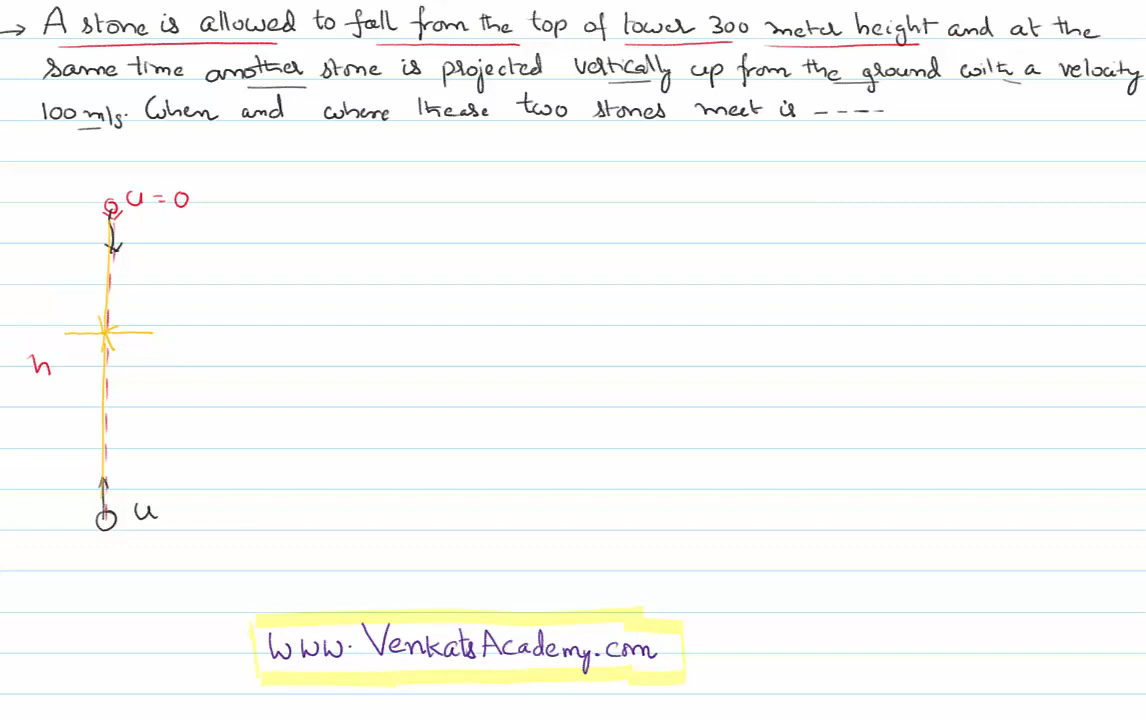 → A stone is allowed to fall from the top of lower 300 meter height and at the
same time another stone is projected vertically up from the ground with a velocity
100 m/s. When and where these two stones meet is ----
u = 0
h
u
www.VenkatsAcademy.com